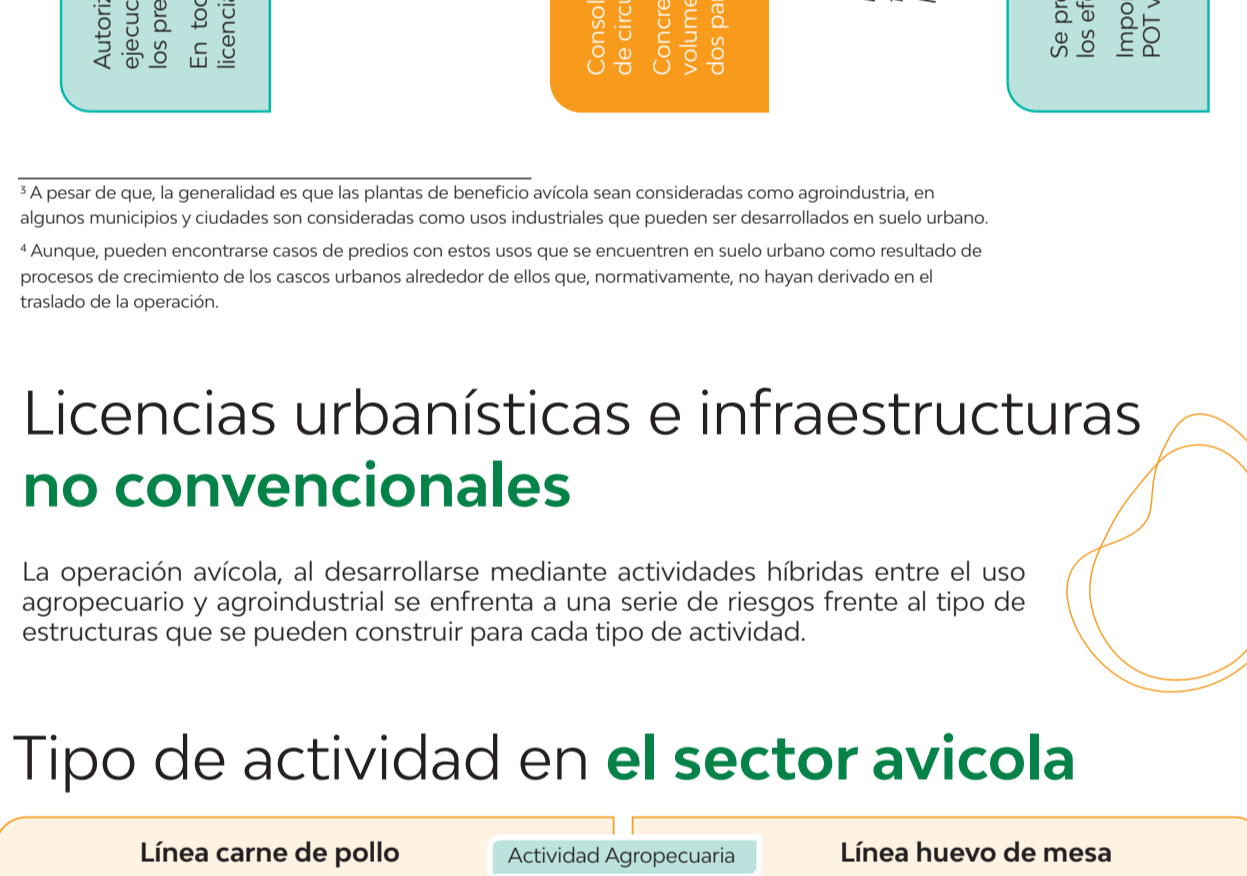 En
los pre
³ A pesar de que, la generalidad es que las plantas de beneficio avícola sean consideradas como agroindustria, en
algunos municipios y ciudades son consideradas como usos industriales que pueden ser desarrollados en suelo urbano.
⁴ Aunque, pueden encontrarse casos de predios con estos usos que se encuentren en suelo urbano como resultado de
procesos de crecimiento de los cascos urbanos alrededor de ellos que, normativamente, no hayan derivado en el
traslado de la operación.
Licencias urbanísticas e infraestructuras
no convencionales
La operación avícola, al desarrollarse mediante actividades híbridas entre el uso
agropecuario y agroindustrial se enfrenta a una serie de riesgos frente al tipo de
estructuras que se pueden construir para cada tipo de actividad.
Tipo de actividad en el sector avicola
Línea carne de pollo
Actividad Agropecuaria
Línea huevo de mesa